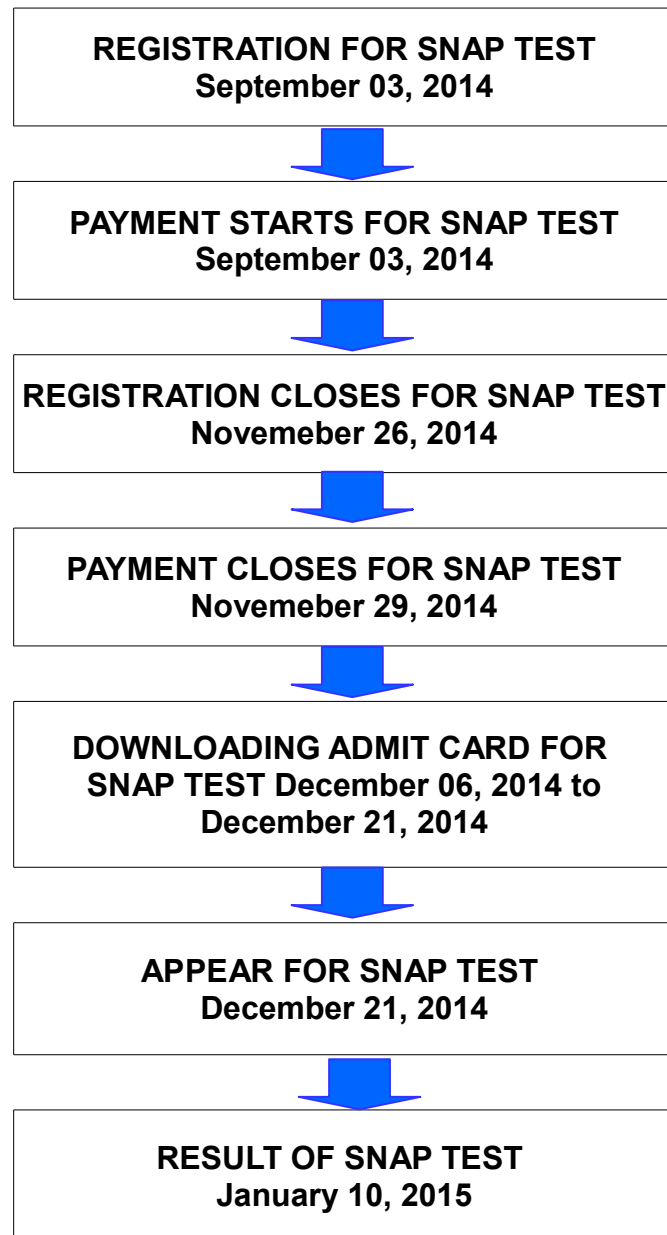 REGISTRATION FOR SNAP TEST
September 03, 2014
PAYMENT STARTS FOR SNAP TEST
September 03, 2014
REGISTRATION CLOSES FOR SNAP TEST
Novemeber 26, 2014
PAYMENT CLOSES FOR SNAP TEST
Novemeber 29, 2014
DOWNLOADING ADMIT CARD FOR
SNAP TEST December 06, 2014 to
December 21, 2014
APPEAR FOR SNAP TEST
December 21, 2014
RESULT OF SNAP TEST
January 10, 2015